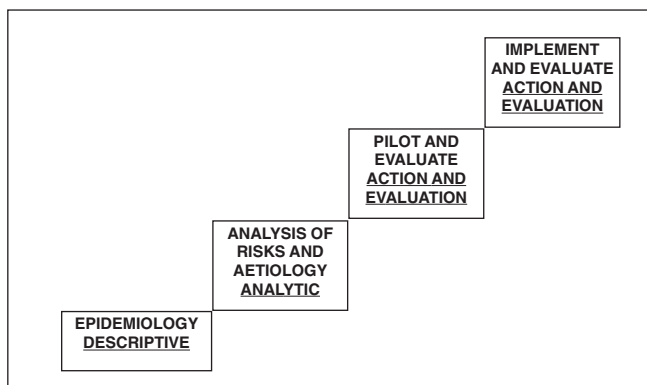 IMPLEMENT
AND EVALUATE
ACTION AND
EVALUATION
PILOT AND
EVALUATE
ACTION AND
EVALUATION
ANALYSIS OF
RISKS AND
AETIOLOGY
ANALYTIC
EPIDEMIOLOGY
DESCRIPTIVE